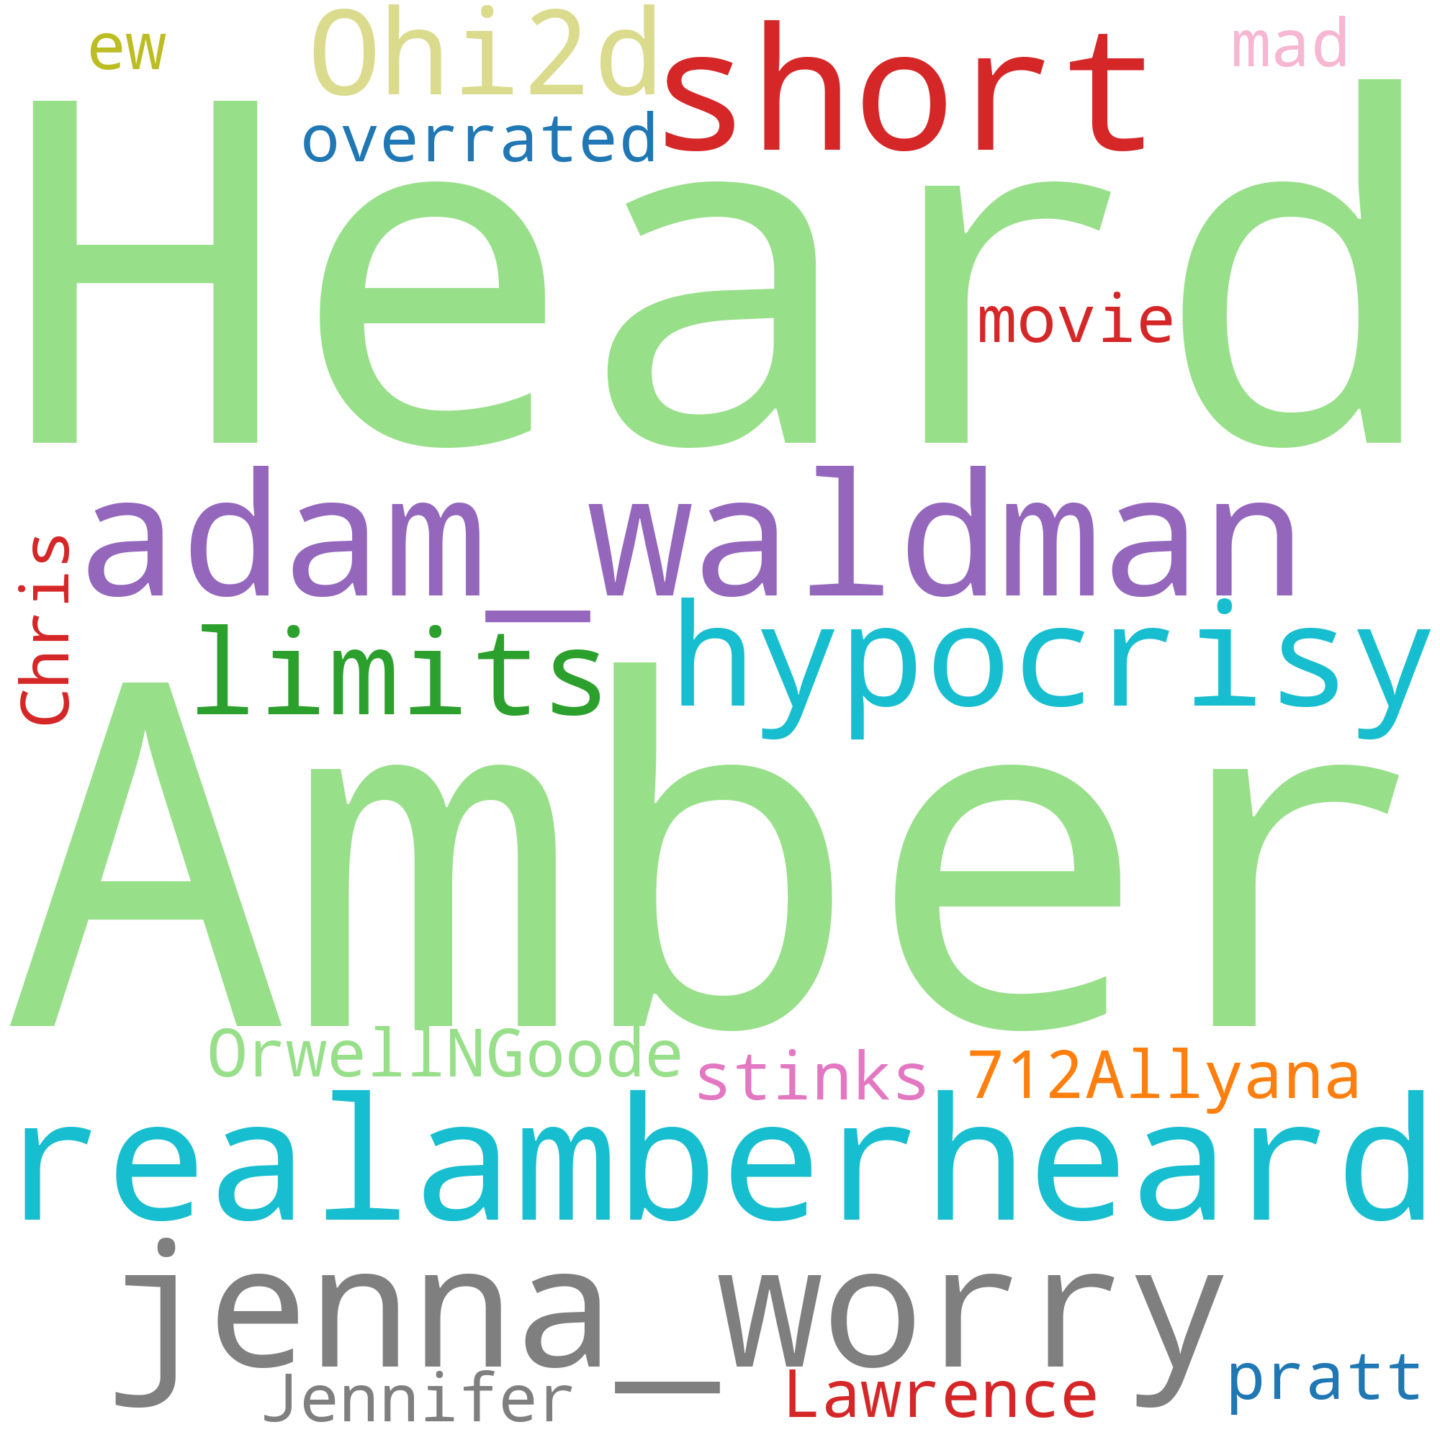 ew
Ohi2d
short
mad
overrated
Heard
movie
adam_waldman
Chris
limits
hypocrisy
Amber
OrwellNGoode
stinks
712Allyana
realamberheard
jenna_worry
Jennifer
Lawrence
pratt